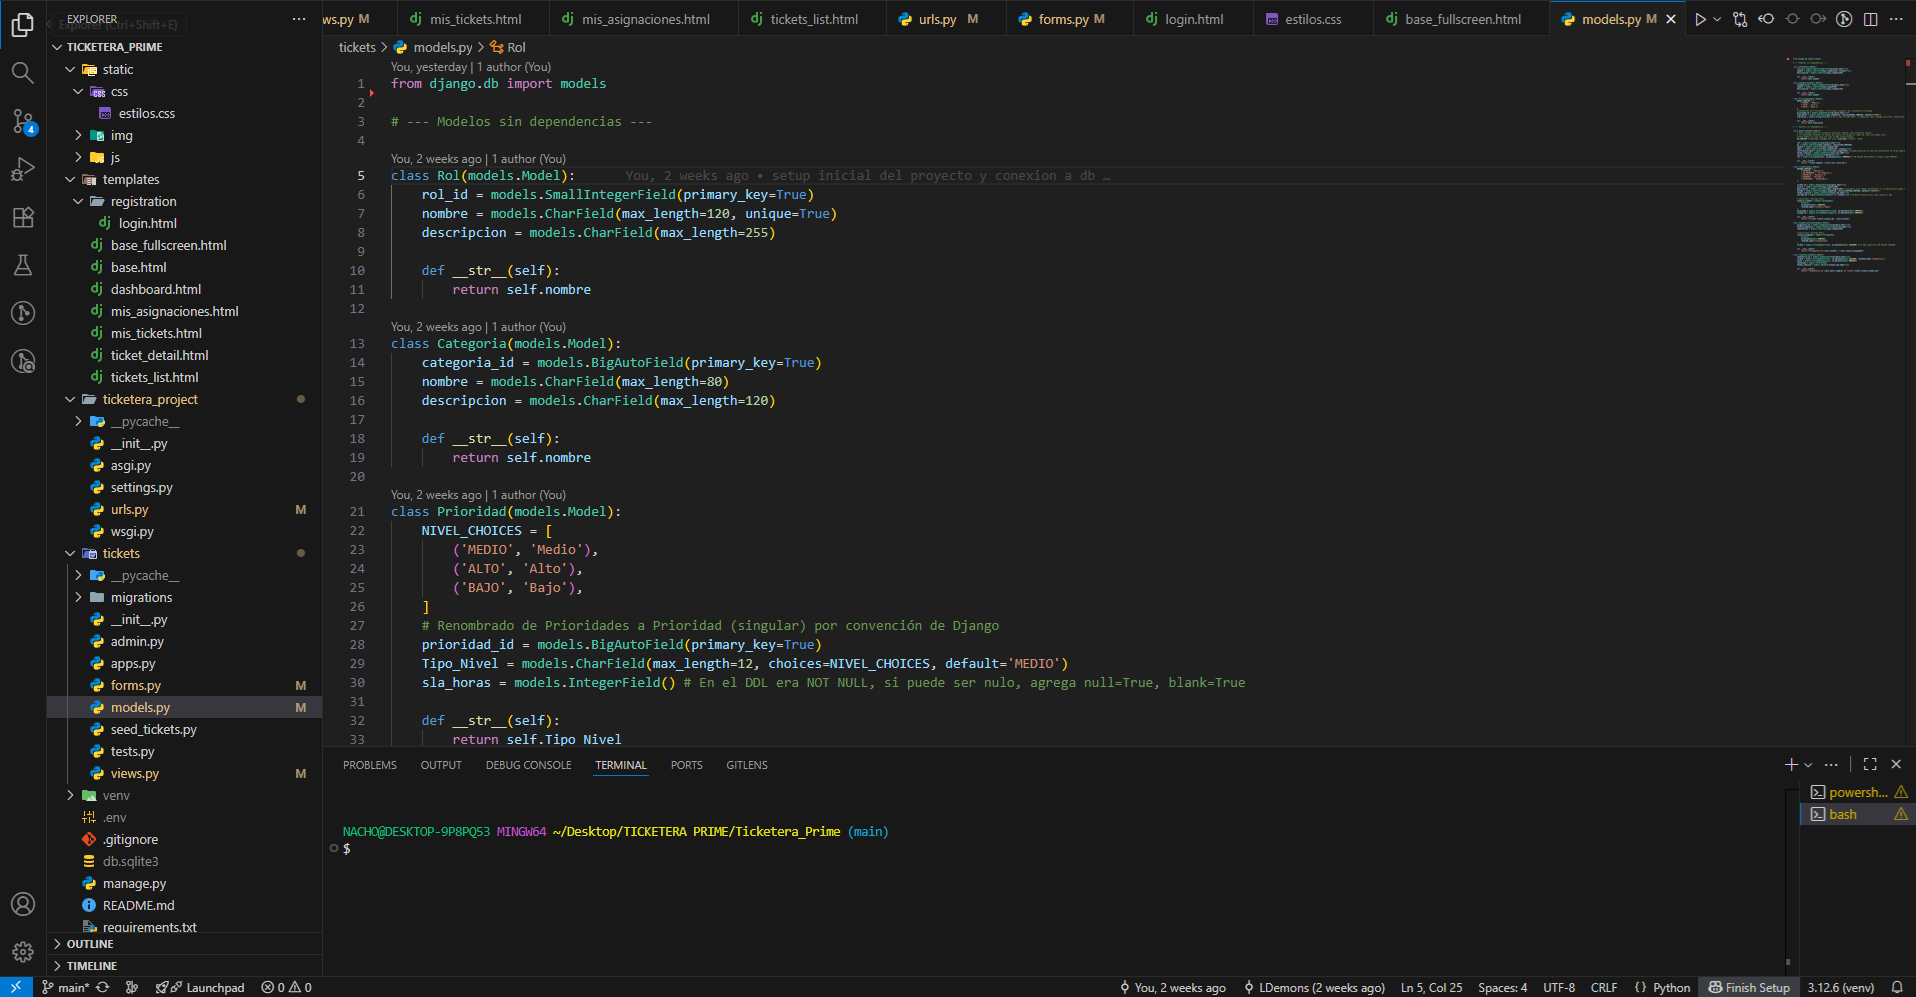 EXPLORER
Explorer (Ctrl+Shift+E)
ws.py M
mis_tickets.html
mis_asignaciones.html
tickets_list.html
urls.py M
forms.py M
login.html
estilos.css
base_fullscreen.html
models.py M
TICKETERA_PRIME
static
css
estilos.css
img
js
templates
registration
login.html
base_fullscreen.html
base.html
dashboard.html
mis_asignaciones.html
mis_tickets.html
ticket_detail.html
tickets_list.html
ticketera_project
__pycache__
__init__.py
asgi.py
settings.py
urls.py M
wsgi.py
tickets
__pycache__
migrations
__init__.py
admin.py
apps.py
forms.py M
models.py M
seed_tickets.py
tests.py
views.py M
venv
.env
.gitignore
db.sqlite3
manage.py
README.md
requirements.txt
OUTLINE
TIMELINE
tickets > models.py > Rol
You, yesterday | 1 author (You)
1 from django.db import models
2
3 # --- Modelos sin dependencias ---
4
You, 2 weeks ago | 1 author (You)
5 class Rol(models.Model): You, 2 weeks ago • setup inicial del proyecto y conexion a db …
6 rol_id = models.SmallIntegerField(primary_key=True)
7 nombre = models.CharField(max_length=120, unique=True)
8 descripcion = models.CharField(max_length=255)
9
10 def __str__(self):
11 return self.nombre
12
You, 2 weeks ago | 1 author (You)
13 class Categoria(models.Model):
14 categoria_id = models.BigAutoField(primary_key=True)
15 nombre = models.CharField(max_length=80)
16 descripcion = models.CharField(max_length=120)
17
18 def __str__(self):
19 return self.nombre
20
You, 2 weeks ago | 1 author (You)
21 class Prioridad(models.Model):
22 NIVEL_CHOICES = [
23 ('MEDIO', 'Medio'),
24 ('ALTO', 'Alto'),
25 ('BAJO', 'Bajo'),
26 ]
27 # Renombrado de Prioridades a Prioridad (singular) por convención de Django
28 prioridad_id = models.BigAutoField(primary_key=True)
29 Tipo_Nivel = models.CharField(max_length=12, choices=NIVEL_CHOICES, default='MEDIO')
30 sla_horas = models.IntegerField() # En el DDL era NOT NULL, si puede ser nulo, agrega null=True, blank=True
31
32 def __str__(self):
33 return self.Tipo_Nivel
PROBLEMS OUTPUT DEBUG CONSOLE TERMINAL PORTS GITLENS
NACHO@DESKTOP-9P8PQ53 MINGW64 ~/Desktop/TICKETERA PRIME/Ticketera_Prime (main)
$
powersh...
bash
4
main* Launchpad 0 0 You, 2 weeks ago LDemons (2 weeks ago) Ln 5, Col 25 Spaces: 4 UTF-8 CRLF {} Python Finish Setup 3.12.6 (venv)